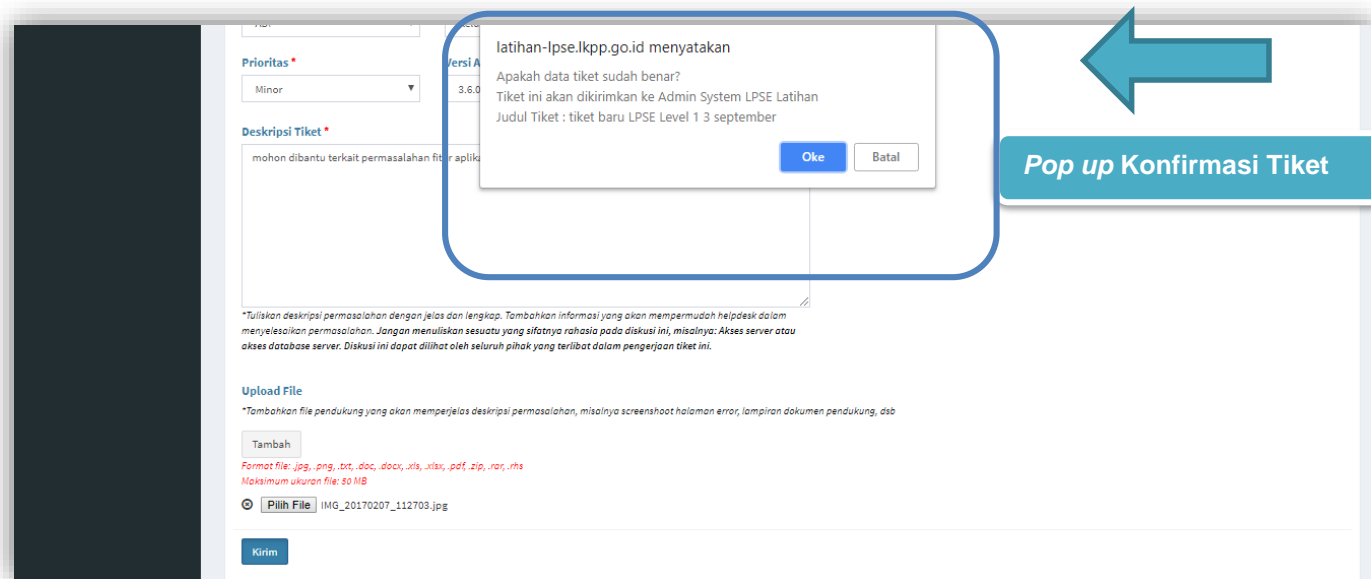 latihan-lpse.lkpp.go.id menyatakan
Apakah data tiket sudah benar?
Tiket ini akan dikirimkan ke Admin System LPSE Latihan
Judul Tiket : tiket baru LPSE Level 1 3 september
Oke Batal
Pop up Konfirmasi Tiket
Prioritas *
Minor 3.6.0
Deskripsi Tiket *
mohon dibantu terkait permasalahan
*Tuliskan deskripsi permasalahan dengan jelas dan lengkap. Tambahkan informasi yang akan mempermudah helpdesk dalam
menyelesaikan permasalahan. Jangan menuliskan sesuatu yang sifatnya rahasia pada diskusi ini, misalnya: Akses server atau
akses database server. Diskusi ini dapat dilihat oleh seluruh pihak yang terlibat dalam pengerjaan tiket ini.
Upload File
*Tambahkan file pendukung yang akan memperjelas deskripsi permasalahan, misalnya screenshoot halaman error, lampiran dokumen pendukung, dsb
Tambah
Format file: .jpg, .png, .txt, .doc, .docx, .xls, .xlsx, .pdf, .zip, .rar, .rhs
Maksimum ukuran file: 50 MB
Pilih File IMG_20170207_112703.jpg
Kirim